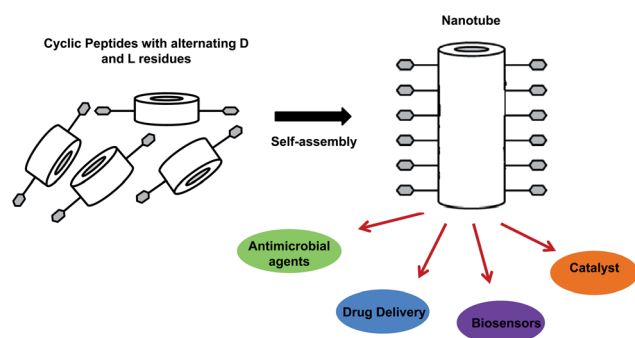 Nanotube
Cyclic Peptides with alternating D
and L residues
Self-assembly
Antimicrobial
agents
Drug Delivery
Biosensors
Catalyst